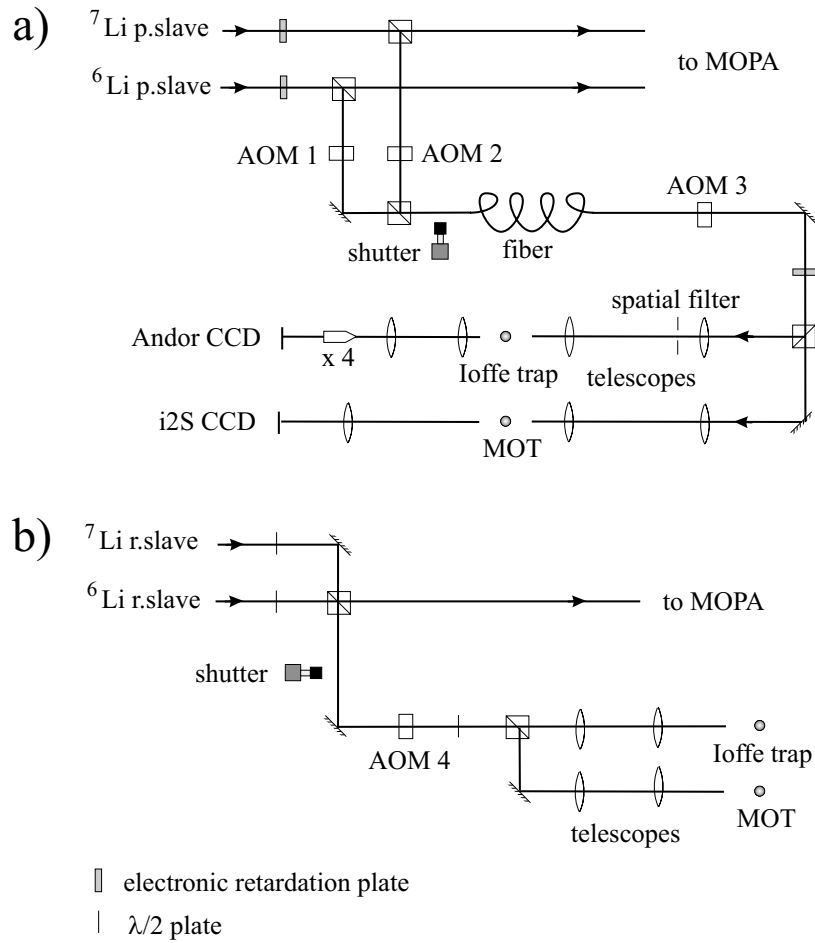 a)
⁷Li p.slave
to MOPA
⁶Li p.slave
AOM 1
AOM 2
AOM 3
shutter
fiber
spatial filter
Andor CCD
x 4
Ioffe trap
telescopes
i2S CCD
MOT
b)
⁷Li r.slave
⁶Li r.slave
to MOPA
shutter
AOM 4
Ioffe trap
MOT
telescopes
electronic retardation plate
λ/2 plate